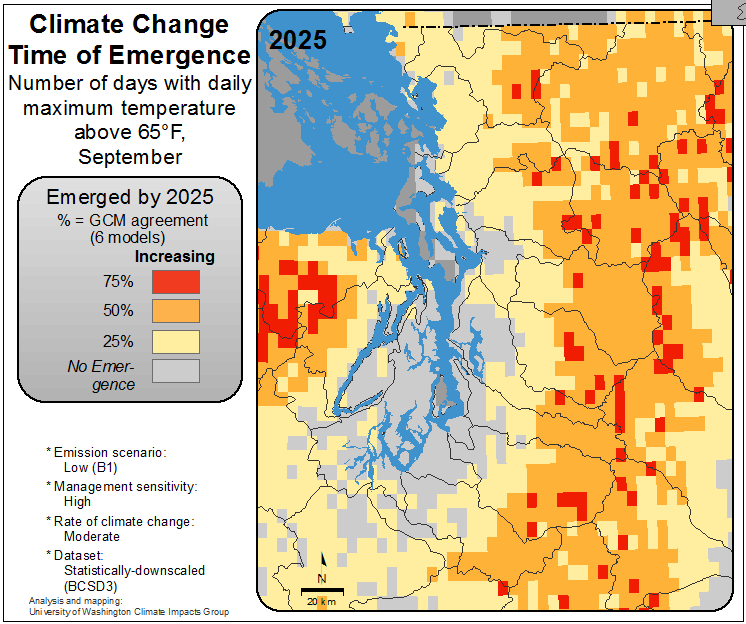 Climate Change
Time of Emergence
Number of days with daily
maximum temperature
above 65°F,
September
Emerged by 2025
% = GCM agreement
(6 models)
Increasing
75%
50%
25%
No Emer-
gence
* Emission scenario:
Low (B1)
* Management sensitivity:
High
* Rate of climate change:
Moderate
* Dataset:
Statistically-downscaled
(BCSD3)
Analysis and mapping:
University of Washington Climate Impacts Group
2025
N
20 km